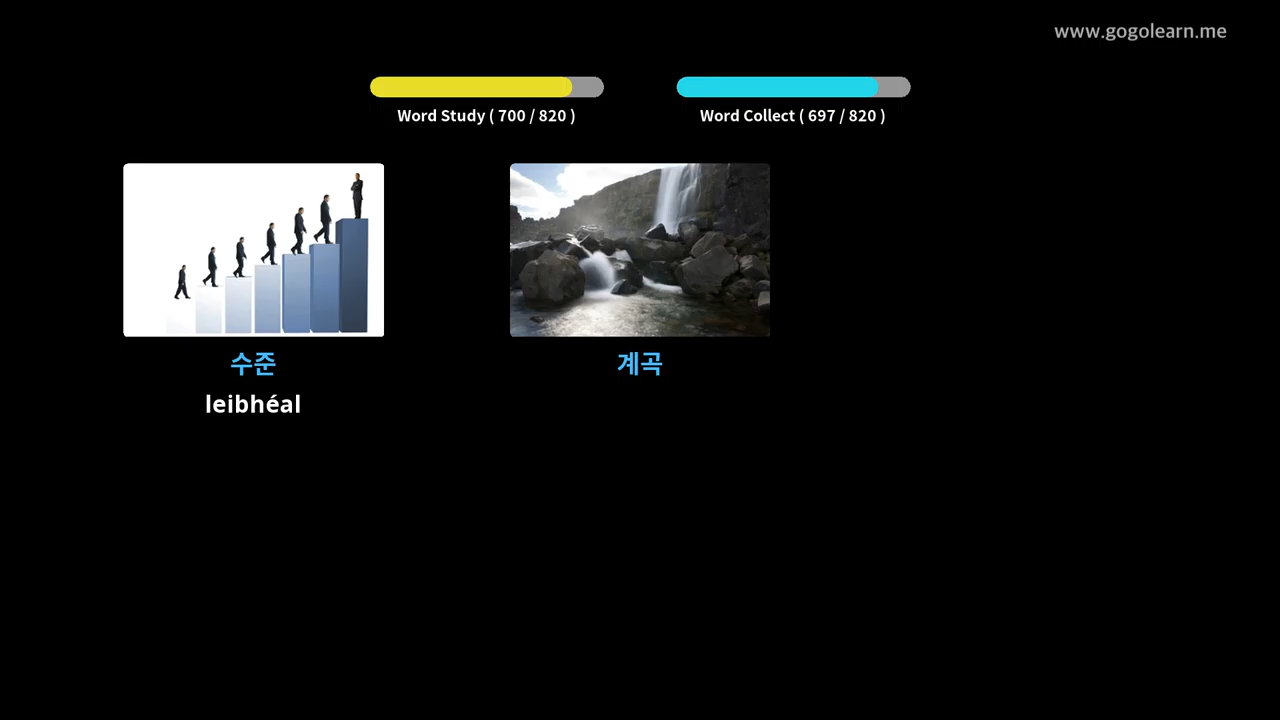 www.gogolearn.me
Word Study ( 700 / 820 )
Word Collect ( 697 / 820 )
수준
계곡
leibhéal